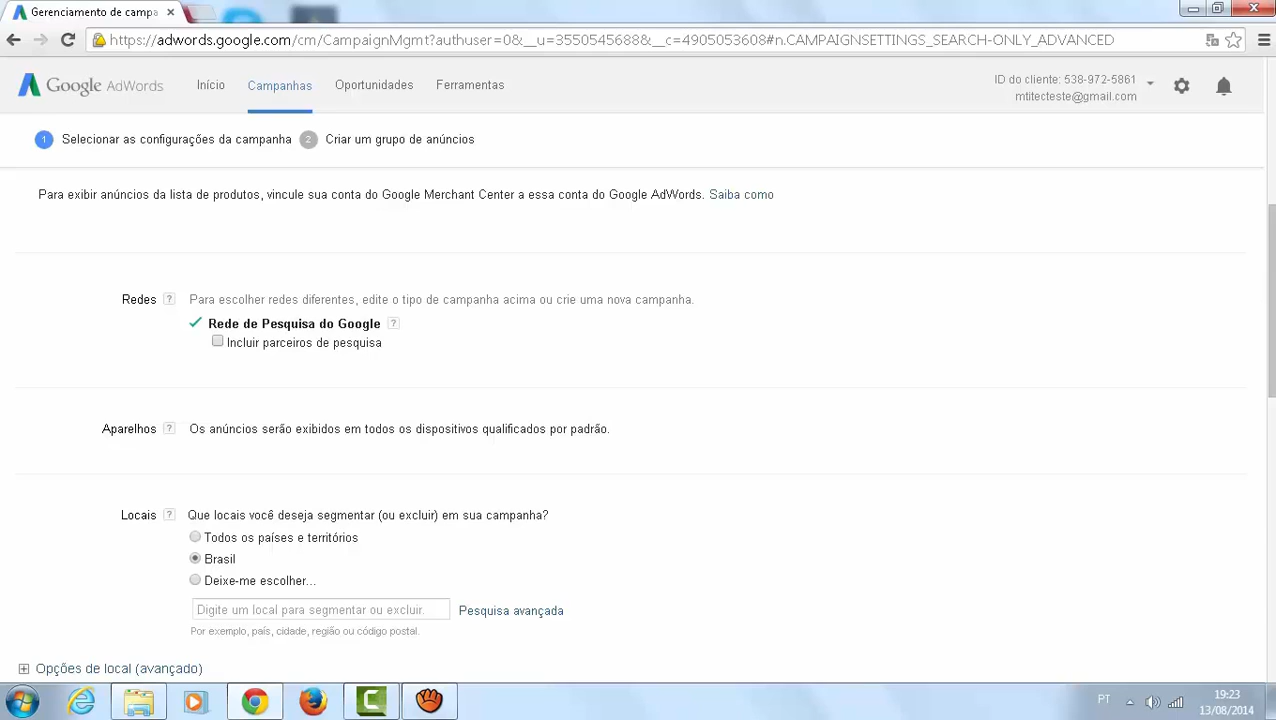 Gerenciamento de campa
https://adwords.google.com/cm/CampaignMgmt?authuser=0&__u=3550545688&__c=4905053608#n.CAMPAIGNSETTINGS_SEARCH-ONLY_ADVANCED
Google AdWords Início Campanhas Oportunidades Ferramentas
ID do cliente: 538-972-5861
mtitecteste@gmail.com
1 Selecionar as configurações da campanha 2 Criar um grupo de anúncios
Para exibir anúncios da lista de produtos, vincule sua conta do Google Merchant Center a essa conta do Google AdWords. Saiba como
Redes ? Para escolher redes diferentes, edite o tipo de campanha acima ou crie uma nova campanha.
Rede de Pesquisa do Google ?
Incluir parceiros de pesquisa
Aparelhos ? Os anúncios serão exibidos em todos os dispositivos qualificados por padrão.
Locais ? Que locais você deseja segmentar (ou excluir) em sua campanha?
Todos os países e territórios
Brasil
Deixe-me escolher...
Digite um local para segmentar ou excluir. Pesquisa avançada
Por exemplo, país, cidade, região ou código postal.
Opções de local (avançado)
PT 19:23
13/08/2014